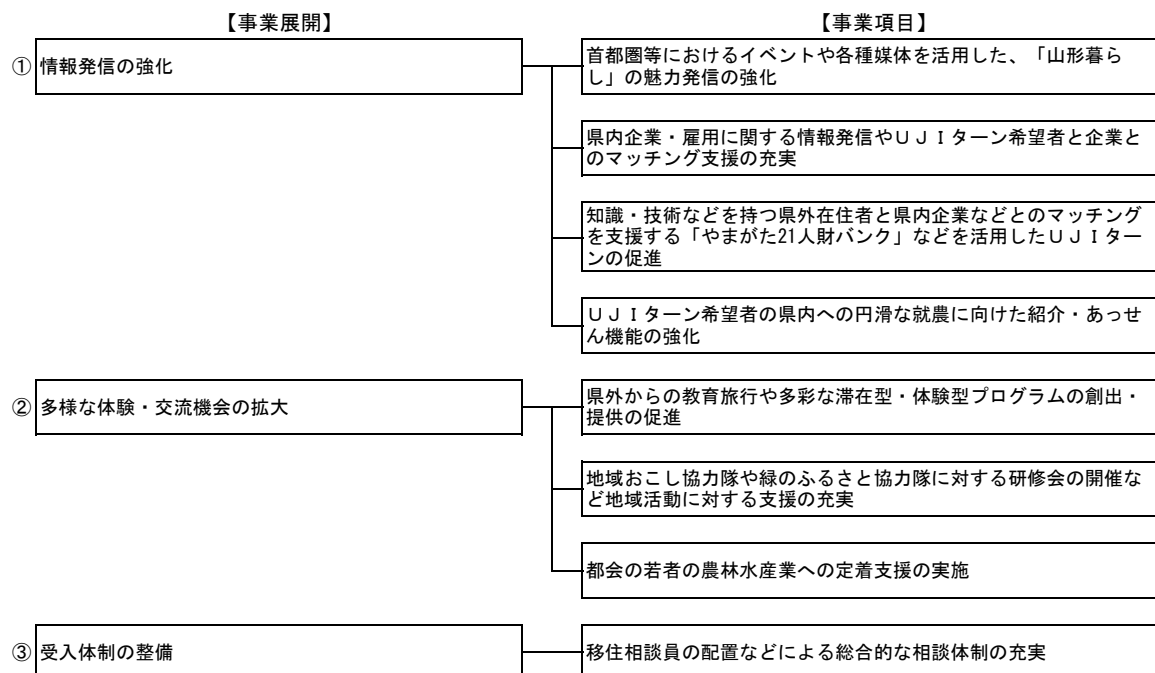 【事業展開】
【事業項目】
① 情報発信の強化
首都圏等におけるイベントや各種媒体を活用した、「山形暮ら
し」の魅力発信の強化
県内企業・雇用に関する情報発信やＵＪＩターン希望者と企業と
のマッチング支援の充実
知識・技術などを持つ県外在住者と県内企業などとのマッチング
を支援する「やまがた21人財バンク」などを活用したＵＪＩター
ンの促進
ＵＪＩターン希望者の県内への円滑な就農に向けた紹介・あっせ
ん機能の強化
② 多様な体験・交流機会の拡大
県外からの教育旅行や多彩な滞在型・体験型プログラムの創出・
提供の促進
地域おこし協力隊や緑のふるさと協力隊に対する研修会の開催な
ど地域活動に対する支援の充実
都会の若者の農林水産業への定着支援の実施
③ 受入体制の整備
移住相談員の配置などによる総合的な相談体制の充実